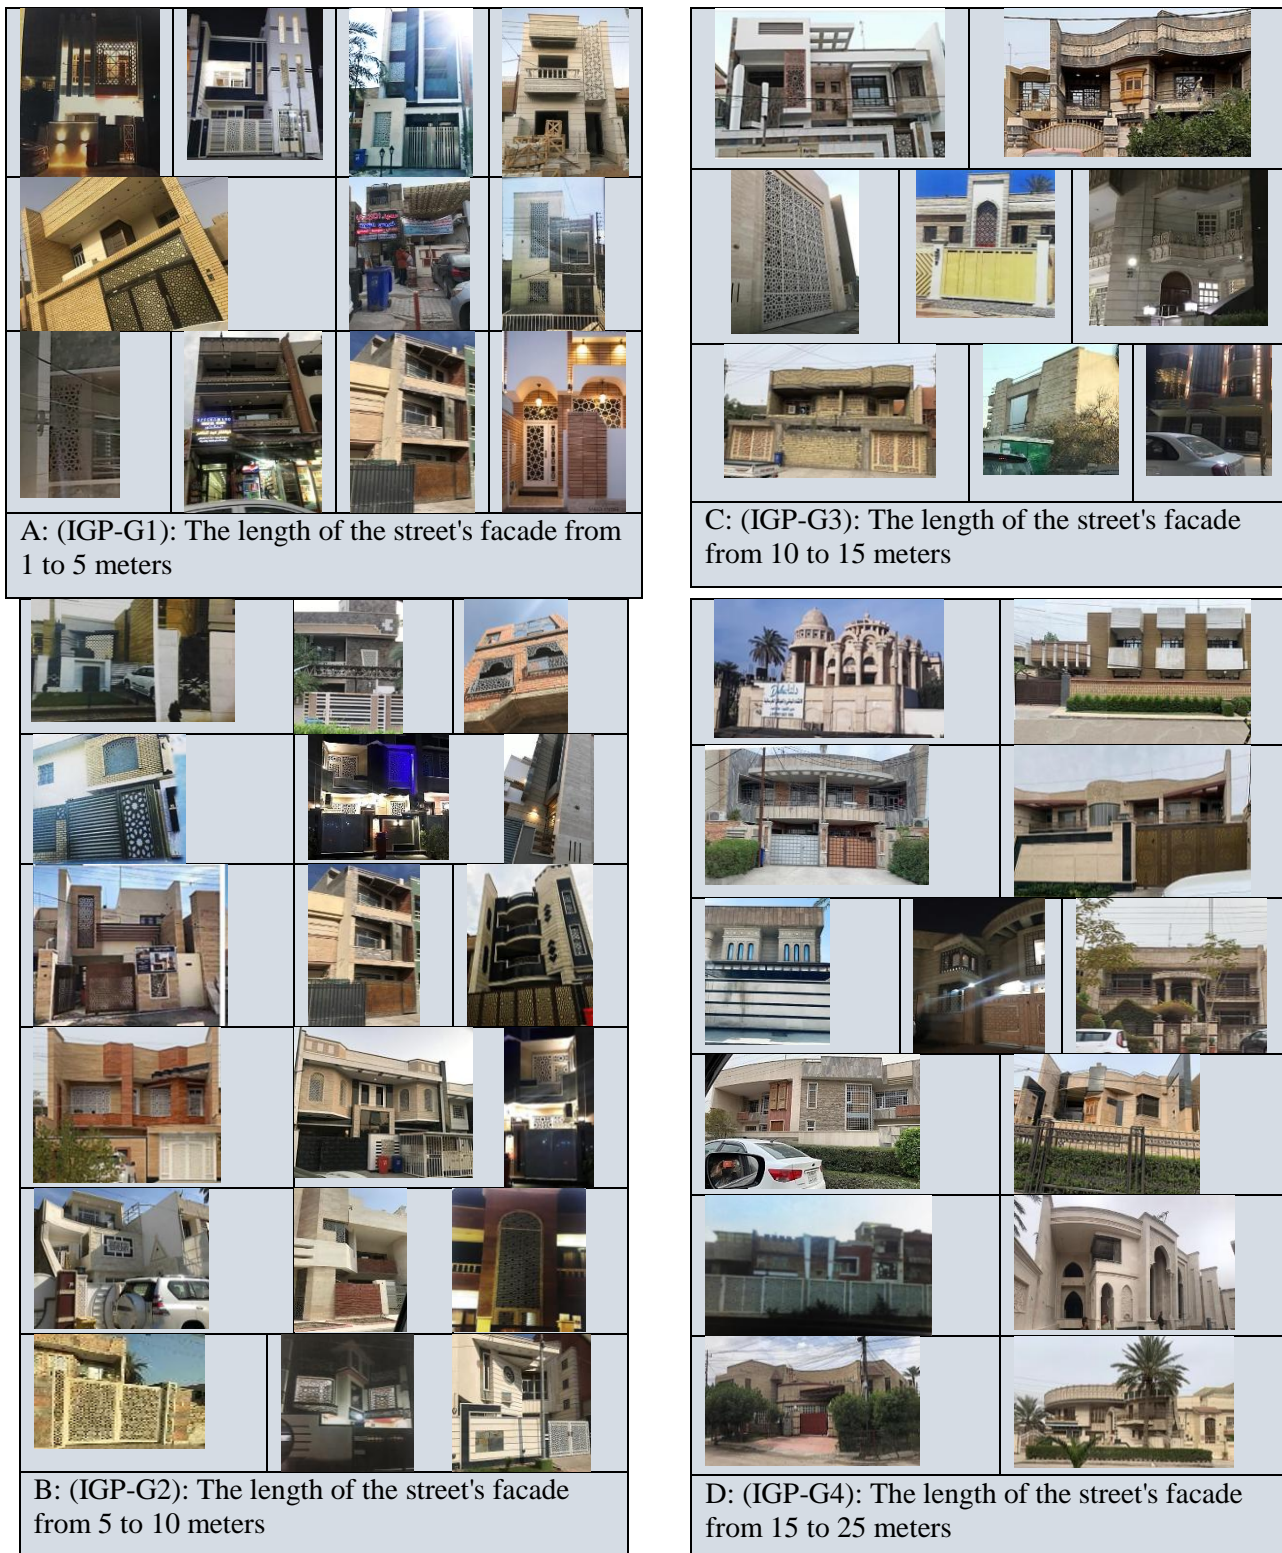 A: (IGP-G1): The length of the street's facade from
1 to 5 meters
C: (IGP-G3): The length of the street's facade
from 10 to 15 meters
B: (IGP-G2): The length of the street's facade
from 5 to 10 meters
D: (IGP-G4): The length of the street's facade
from 15 to 25 meters